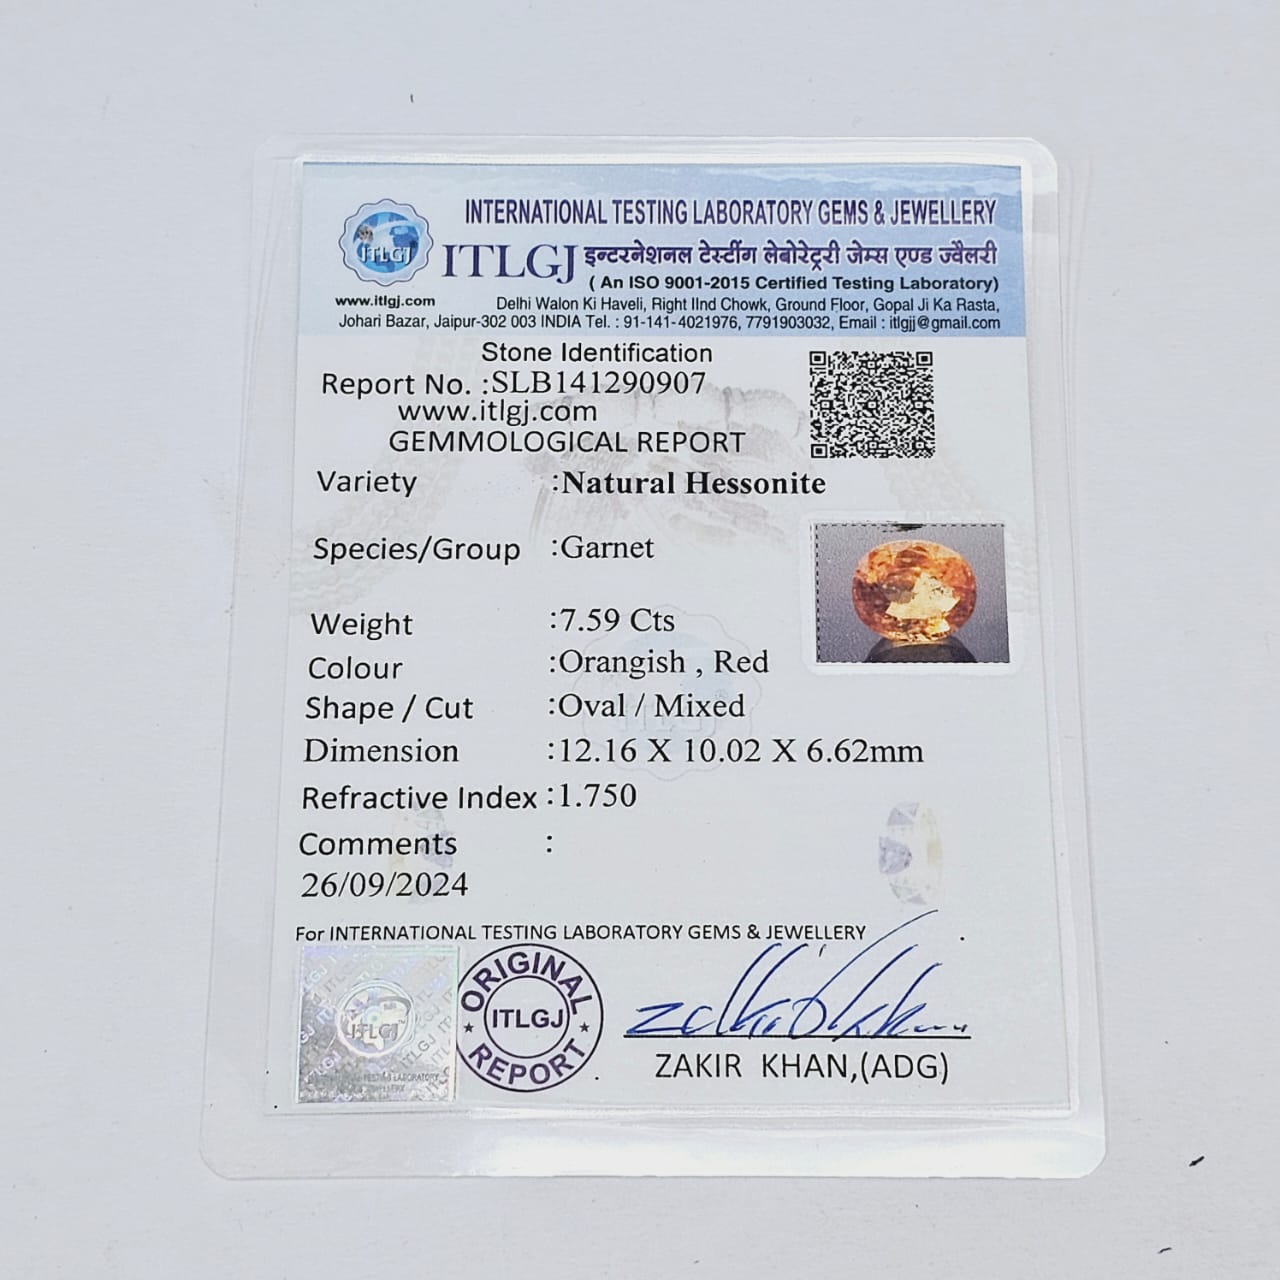 INTERNATIONAL TESTING LABORATORY GEMS & JEWELLERY
ITLGJ
ITLGJ इन्टरनेशनल टेस्टींग लेबोरेट्ररी जेम्स एण्ड ज्वैलरी
( An ISO 9001-2015 Certified Testing Laboratory)
www.itlgj.com Delhi Walon Ki Haveli, Right IInd Chowk, Ground Floor, Gopal Ji Ka Rasta,
Johari Bazar, Jaipur-302 003 INDIA Tel. : 91-141-4021976, 7791903032, Email : itlgjj@gmail.com
Stone Identification
Report No. :SLB141290907
www.itlgj.com
GEMMOLOGICAL REPORT
Variety :Natural Hessonite
Species/Group :Garnet
Weight :7.59 Cts
Colour :Orangish , Red
Shape / Cut :Oval / Mixed
Dimension :12.16 X 10.02 X 6.62mm
Refractive Index :1.750
Comments :
26/09/2024
For INTERNATIONAL TESTING LABORATORY GEMS & JEWELLERY
ITLGJ
ORIGINAL
ITLGJ
REPORT
ZAKIR KHAN,(ADG)